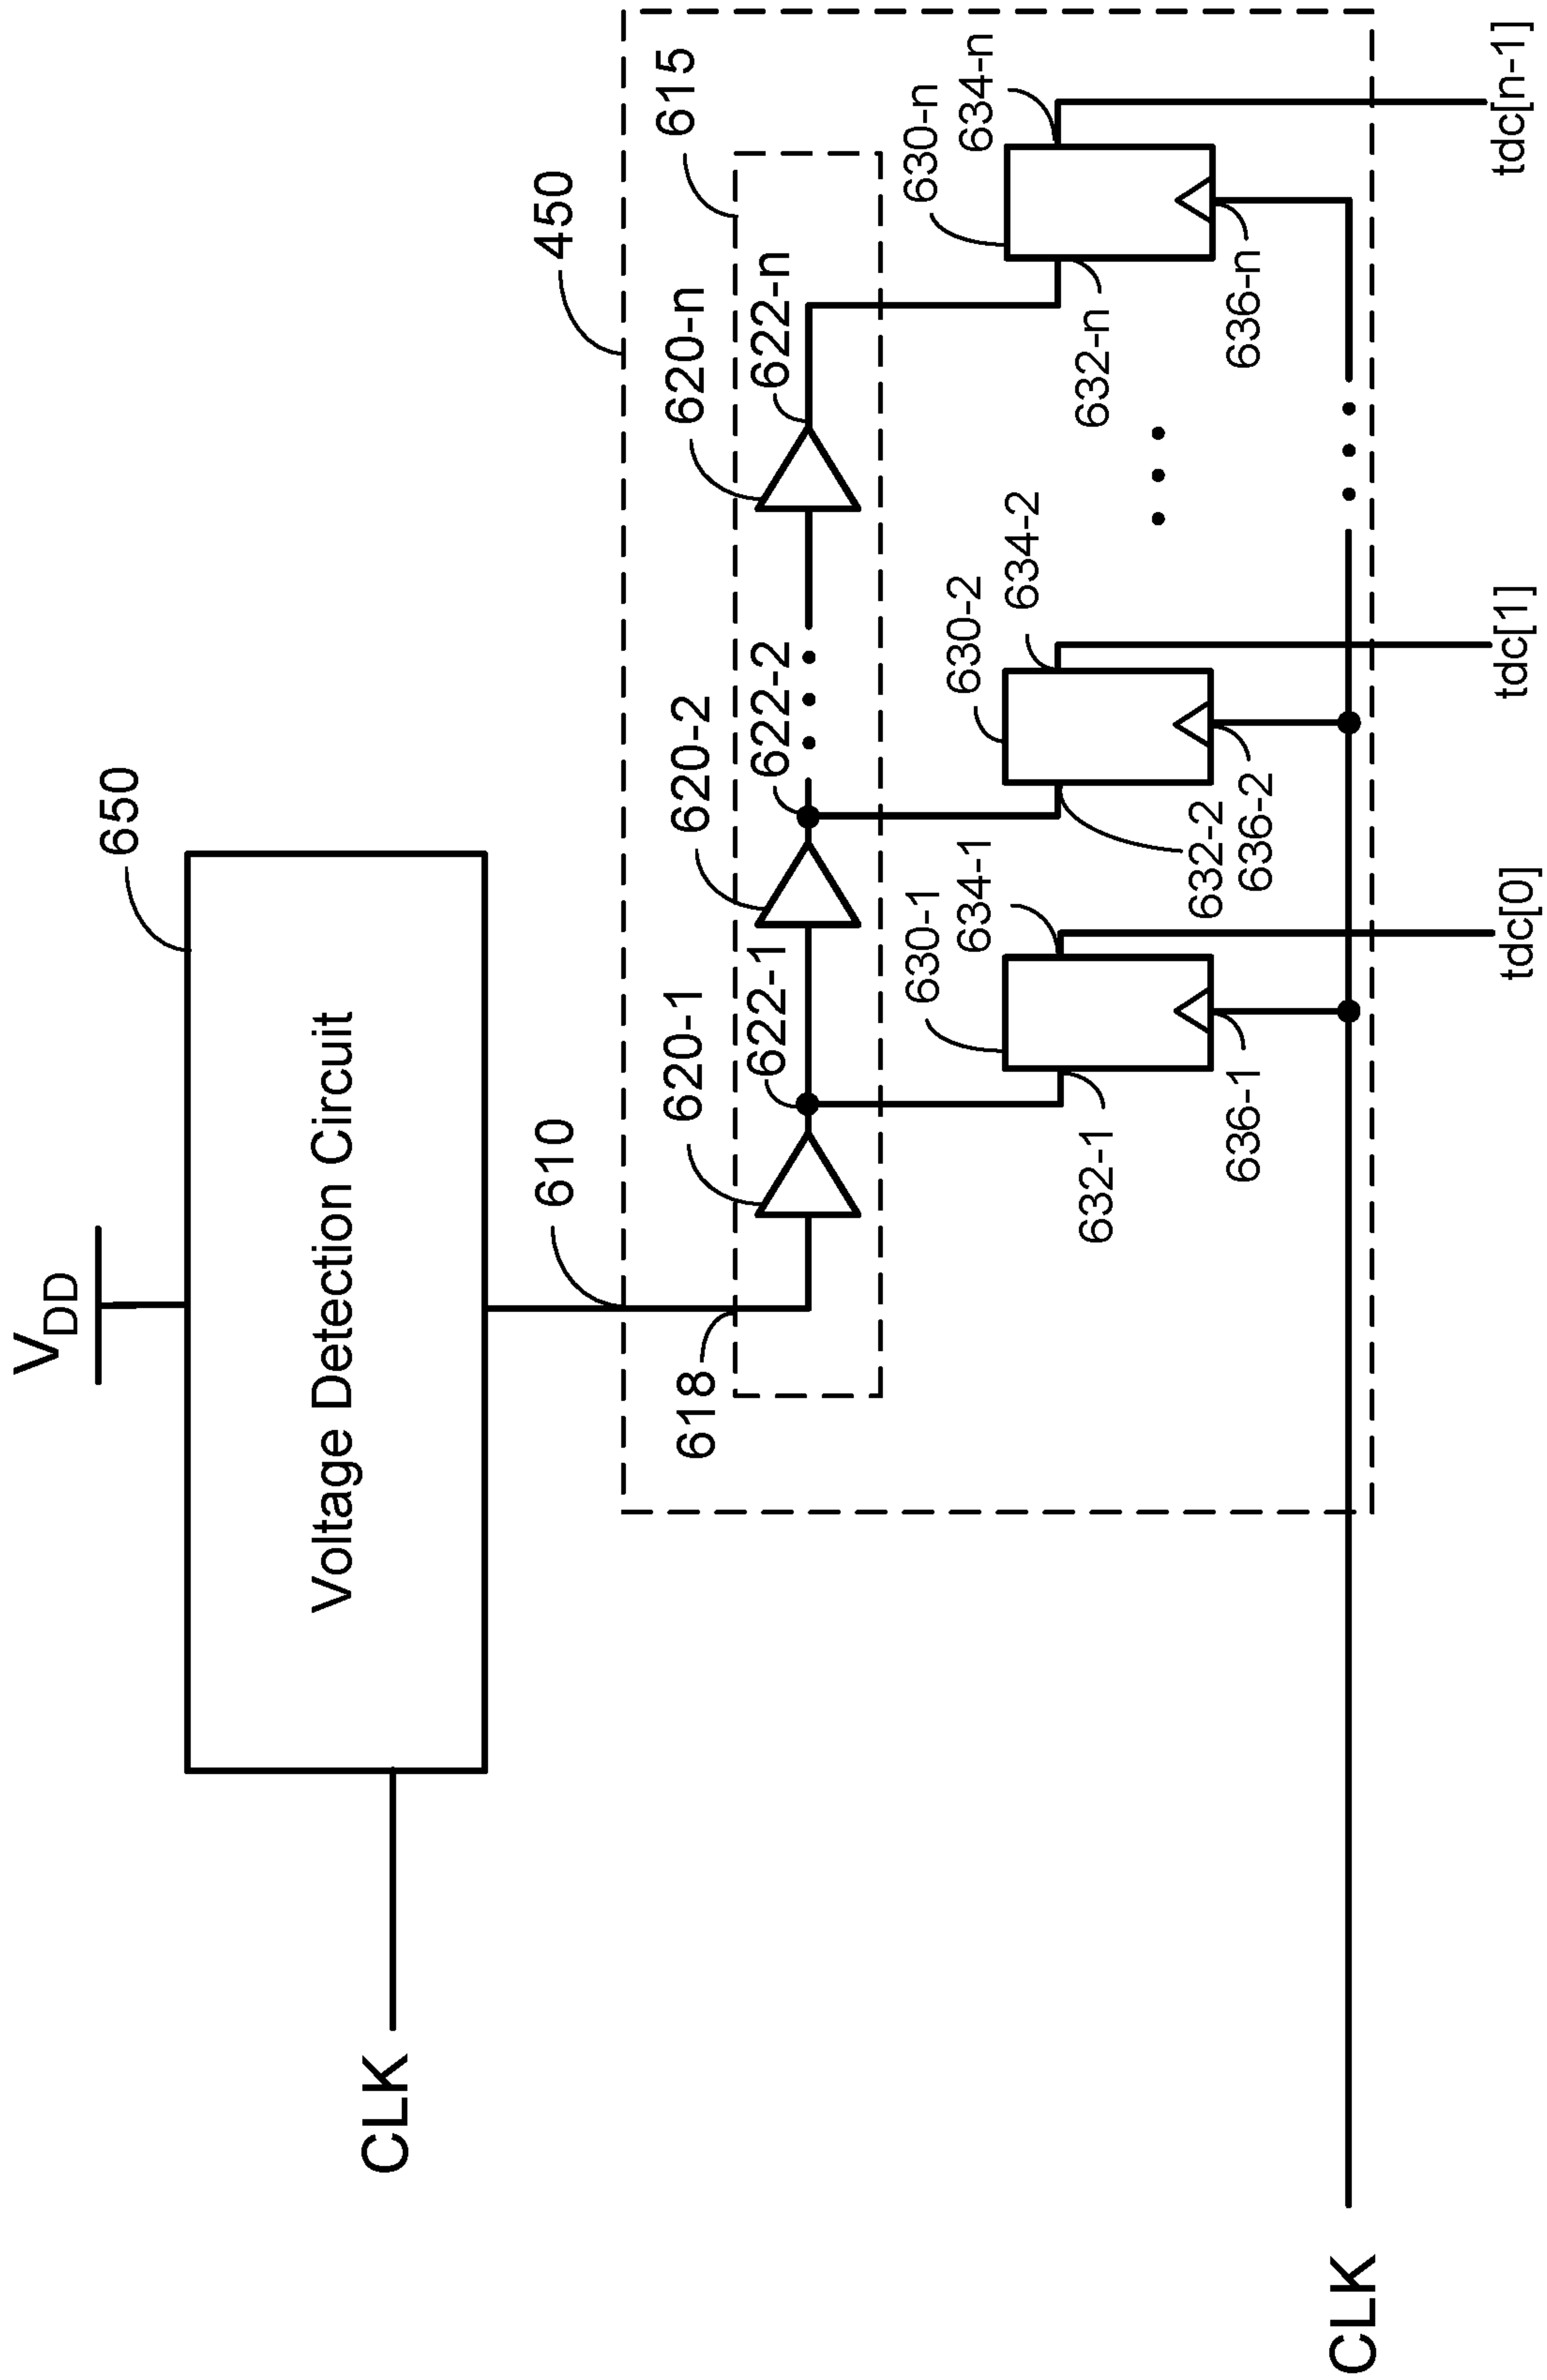 V_DD
650
Voltage Detection Circuit
CLK
610
450
615
618
620-1
622-1
620-2
622-2
620-n
622-n
630-1
634-1
632-1
636-1
630-2
634-2
632-2
636-2
630-n
634-n
632-n
636-n
CLK
tdc[0]
tdc[1]
tdc[n-1]